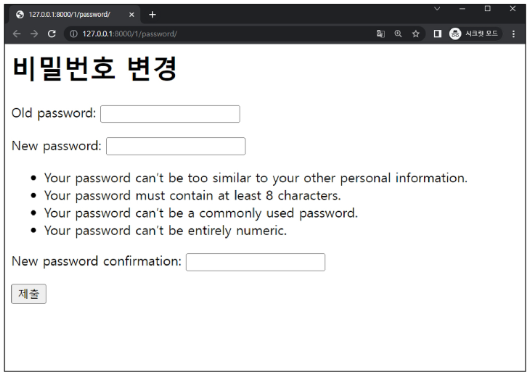 127.0.0.1:8000/1/password/
127.0.0.1:8000/1/password/
시크릿 모드
비밀번호 변경
Old password:
New password:
Your password can't be too similar to your other personal information.
Your password must contain at least 8 characters.
Your password can't be a commonly used password.
Your password can't be entirely numeric.
New password confirmation:
제출